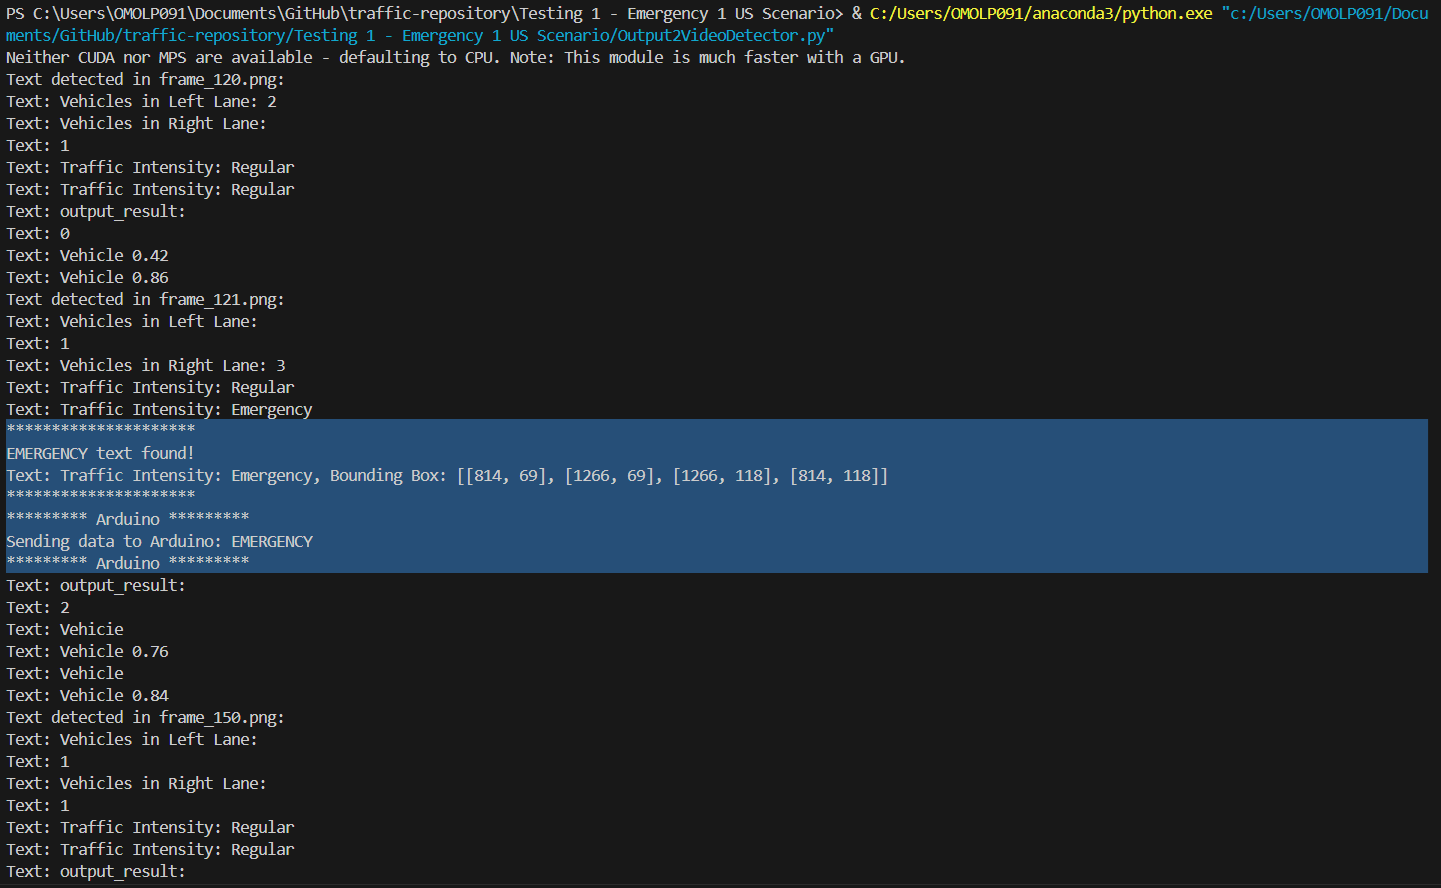 PS C:\Users\OMOLP091\Documents\GitHub\traffic-repository\Testing 1 - Emergency 1 US Scenario> & C:/Users/OMOLP091/anaconda3/python.exe "c:/Users/OMOLP091/Docu
ments/GitHub/traffic-repository/Testing 1 - Emergency 1 US Scenario/Output2VideoDetector.py"
Neither CUDA nor MPS are available - defaulting to CPU. Note: This module is much faster with a GPU.
Text detected in frame_120.png:
Text: Vehicles in Left Lane: 2
Text: Vehicles in Right Lane:
Text: 1
Text: Traffic Intensity: Regular
Text: Traffic Intensity: Regular
Text: output_result:
Text: 0
Text: Vehicle 0.42
Text: Vehicle 0.86
Text detected in frame_121.png:
Text: Vehicles in Left Lane:
Text: 1
Text: Vehicles in Right Lane: 3
Text: Traffic Intensity: Regular
Text: Traffic Intensity: Emergency
*********************
EMERGENCY text found!
Text: Traffic Intensity: Emergency, Bounding Box: [[814, 69], [1266, 69], [1266, 118], [814, 118]]
*********************
********* Arduino *********
Sending data to Arduino: EMERGENCY
********* Arduino *********
Text: output_result:
Text: 2
Text: Vehicie
Text: Vehicle 0.76
Text: Vehicle
Text: Vehicle 0.84
Text detected in frame_150.png:
Text: Vehicles in Left Lane:
Text: 1
Text: Vehicles in Right Lane:
Text: 1
Text: Traffic Intensity: Regular
Text: Traffic Intensity: Regular
Text: output_result: